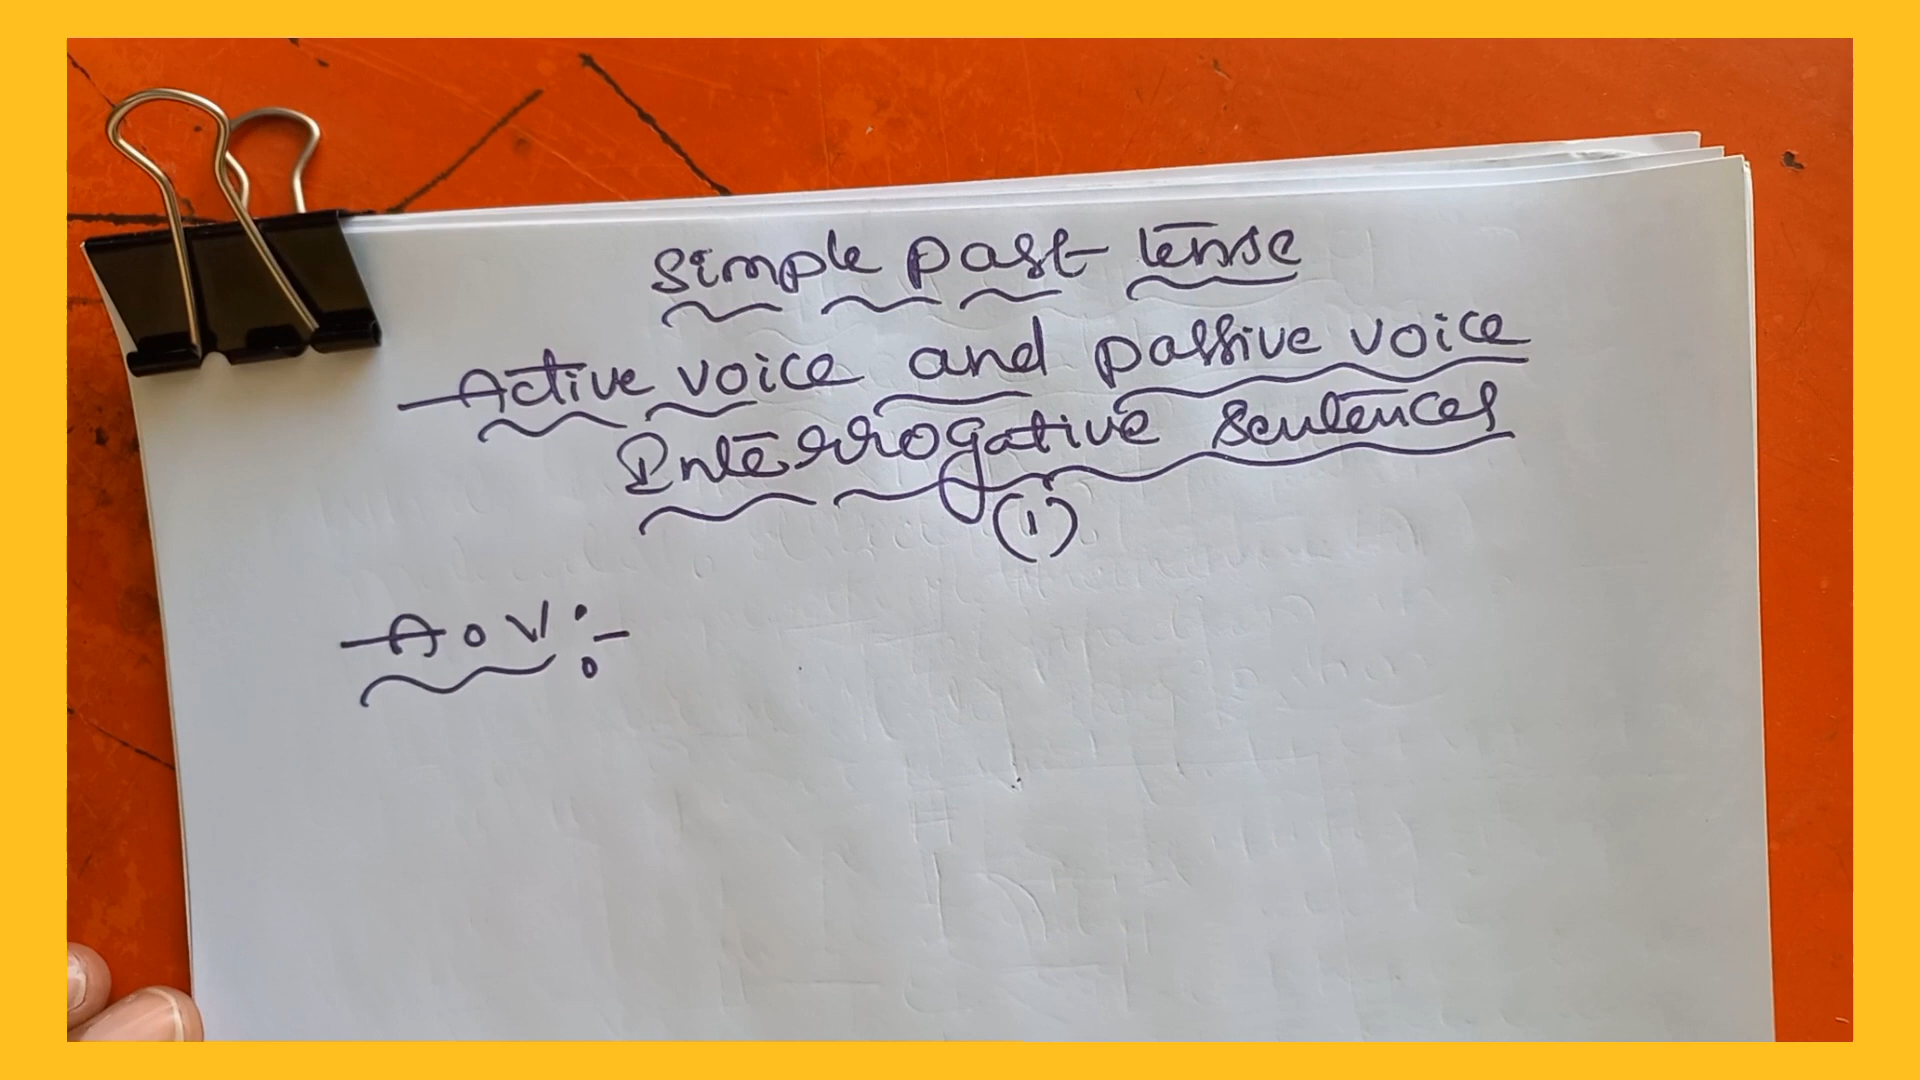 Simple past tense
Active voice and passive voice
Interrogative sentences
(1)
A.V:-